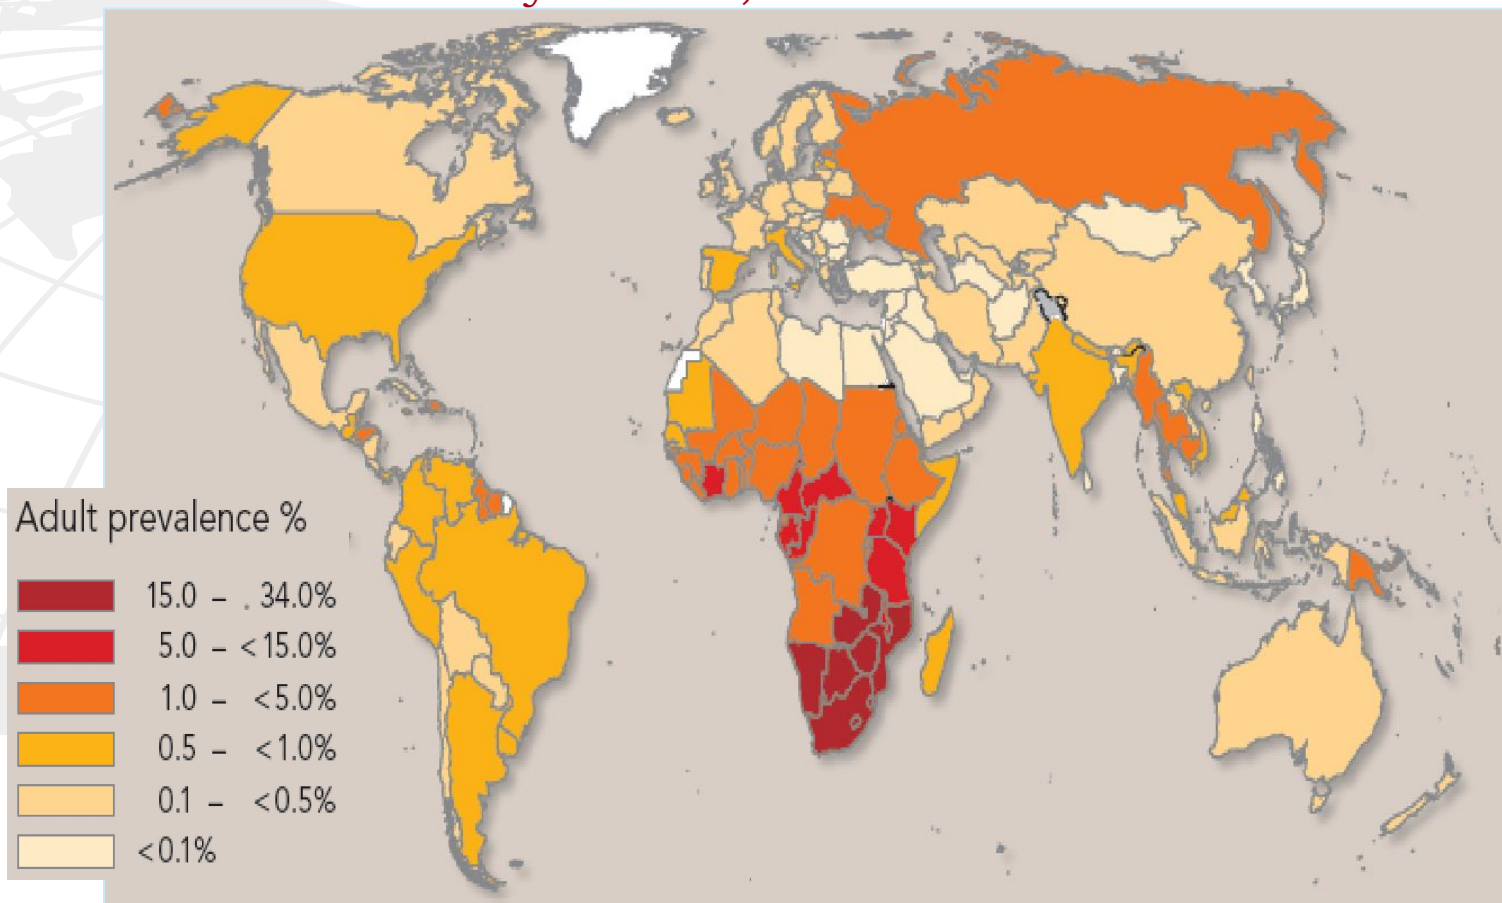 Adult prevalence %
15.0 – . 34.0%
5.0 – <15.0%
1.0 – <5.0%
0.5 – <1.0%
0.1 – <0.5%
<0.1%